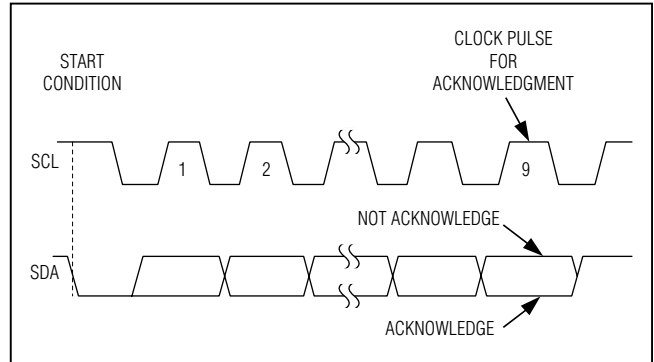 START
CONDITION
CLOCK PULSE
FOR
ACKNOWLEDGMENT
SCL
1
2
9
NOT ACKNOWLEDGE
SDA
ACKNOWLEDGE